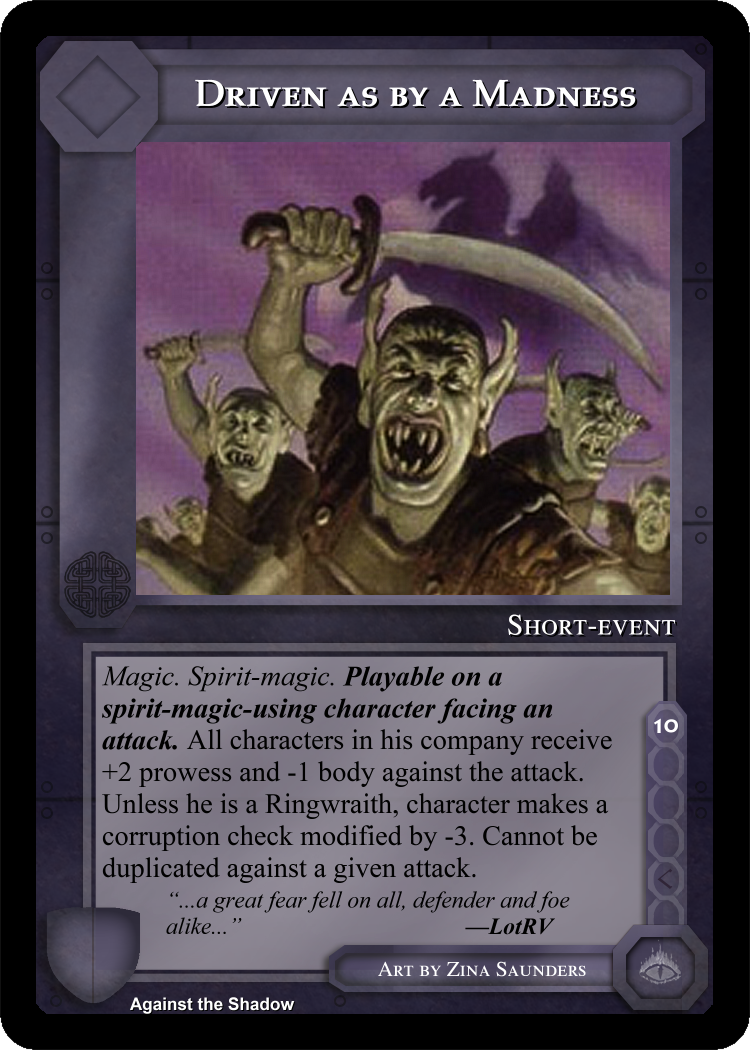 Driven as by a Madness
Short-event
Magic. Spirit-magic. Playable on a
spirit-magic-using character facing an
attack. All characters in his company receive
+2 prowess and -1 body against the attack.
Unless he is a Ringwraith, character makes a
corruption check modified by -3. Cannot be
duplicated against a given attack.
10
"...a great fear fell on all, defender and foe
alike..." —LotRV
Art by Zina Saunders
Against the Shadow